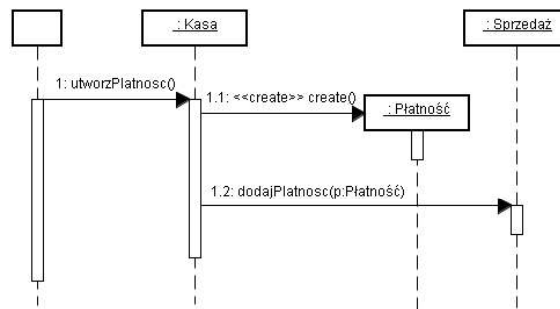 : Kasa
: Sprzedaż
1: utworzPlatnosc()
1.1: <<create>> create()
: Płatność
1.2: dodajPlatnosc(p:Płatność)